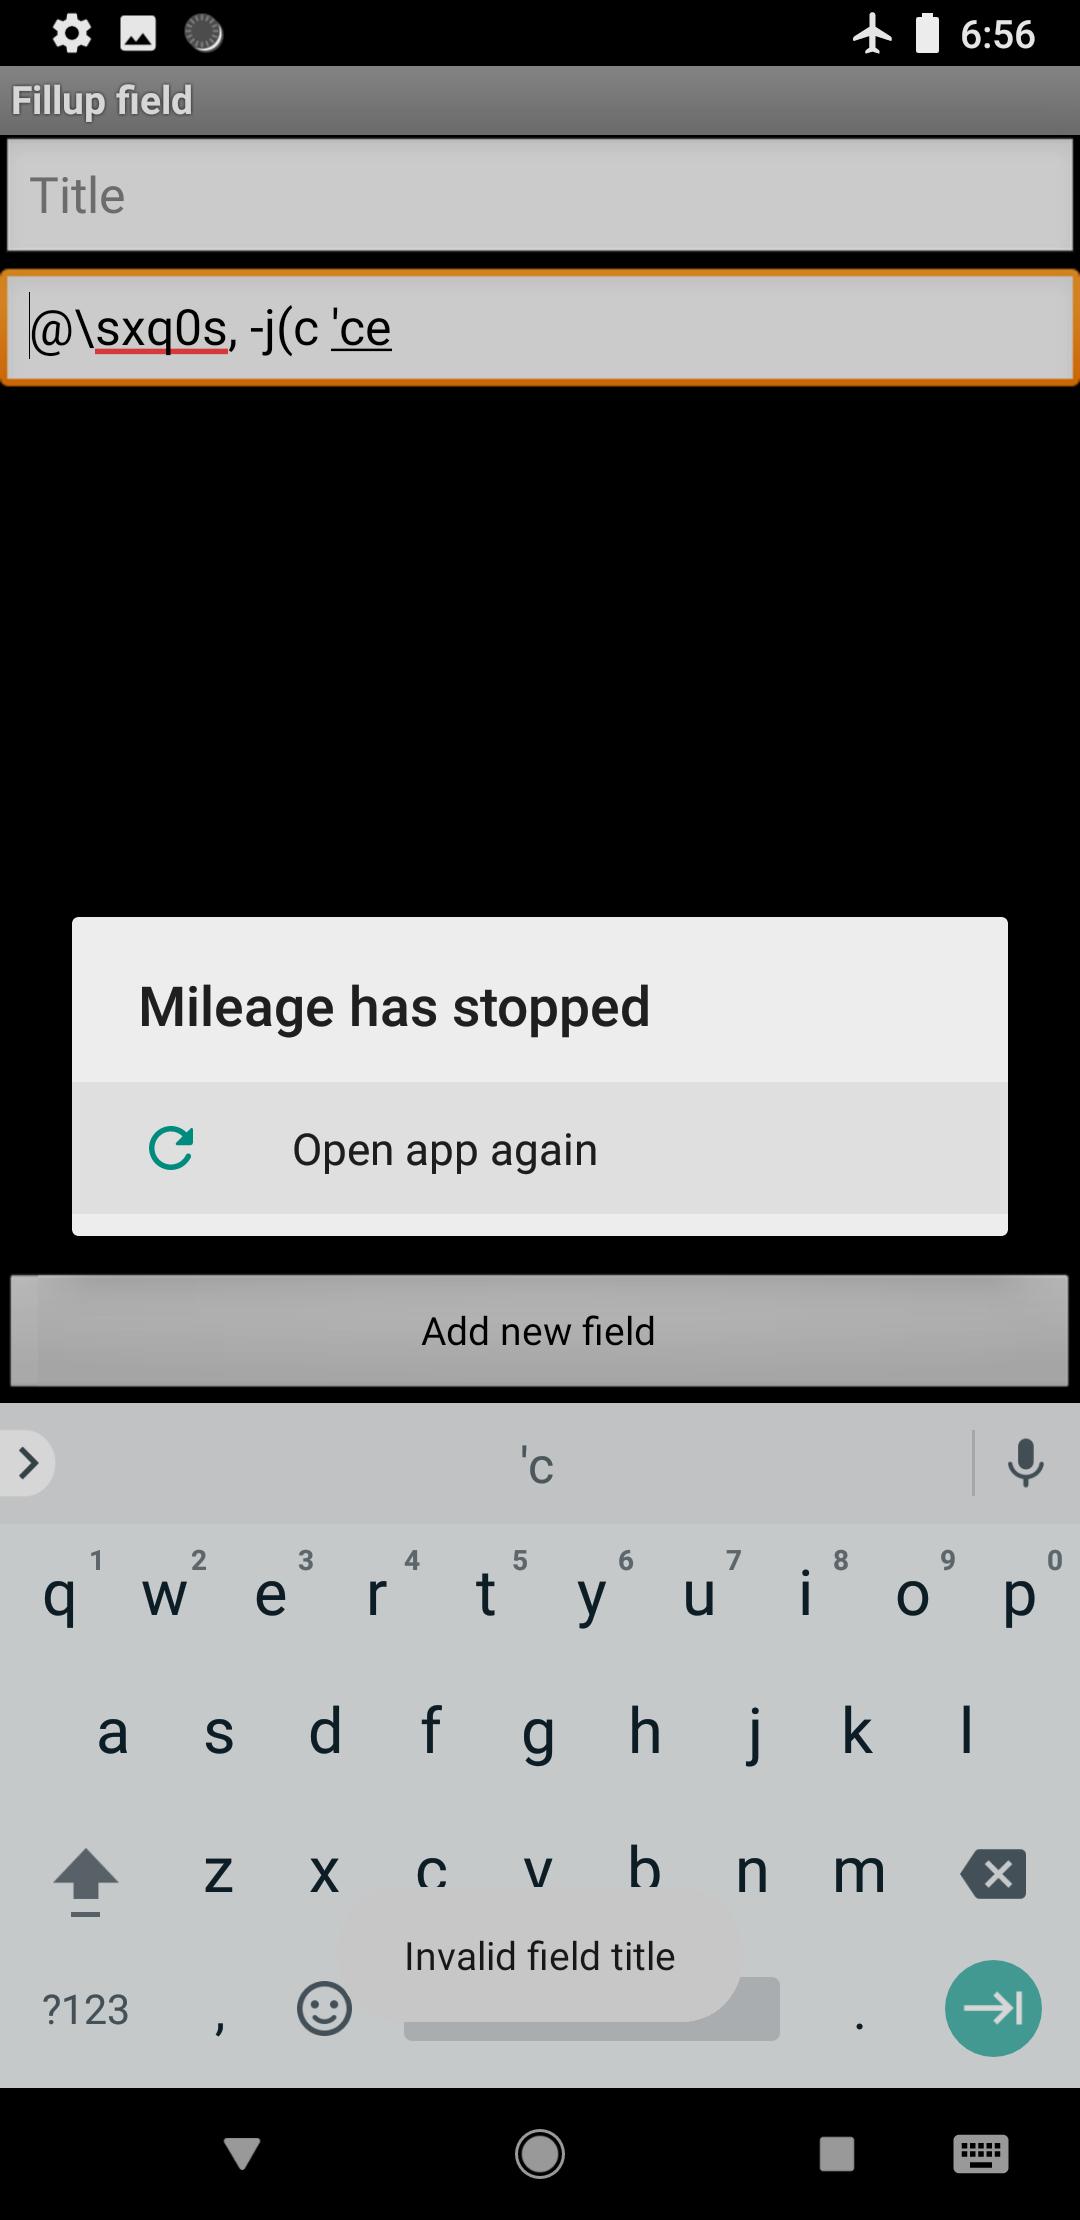 6:56
Fillup field
Title
@\sxq0s, -j(c 'ce
Mileage has stopped
Open app again
Add new field
'c
1 2 3 4 5 6 7 8 9 0
q w e r t y u i o p
a s d f g h j k l
z x c v b n m
Invalid field title
?123 , .